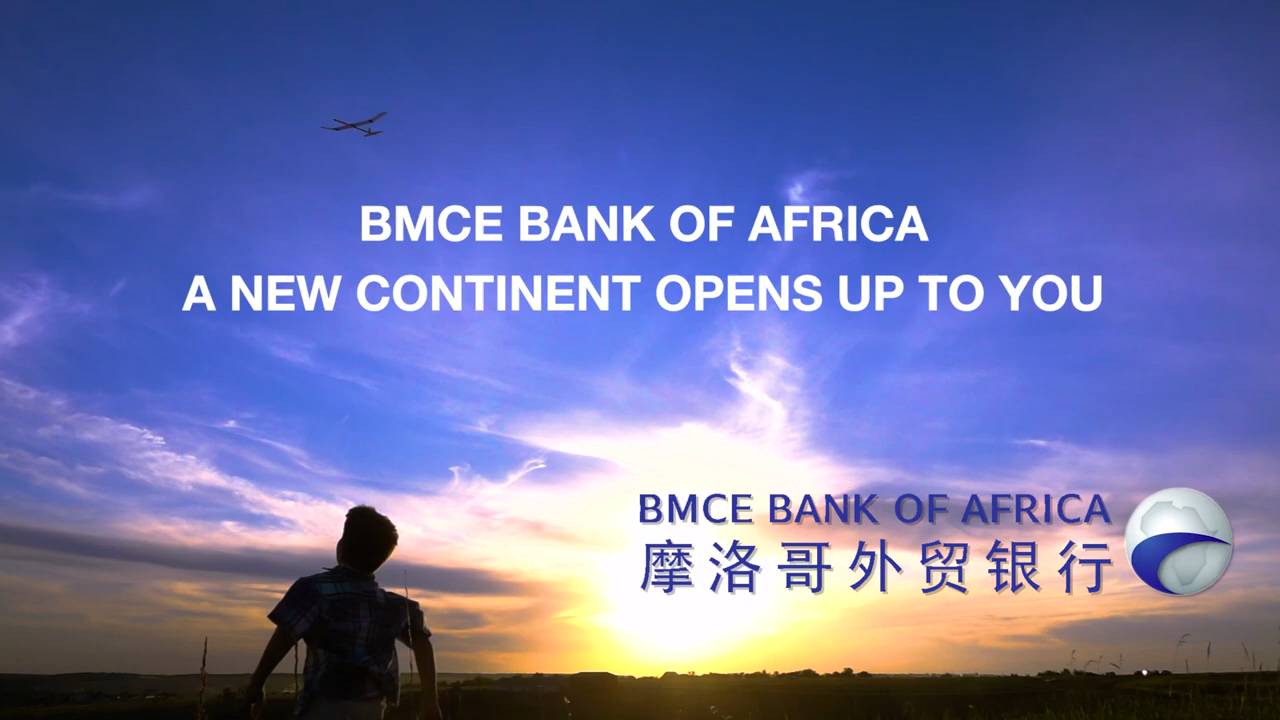 BMCE BANK OF AFRICA
A NEW CONTINENT OPENS UP TO YOU
BMCE BANK OF AFRICA
摩洛哥外贸银行